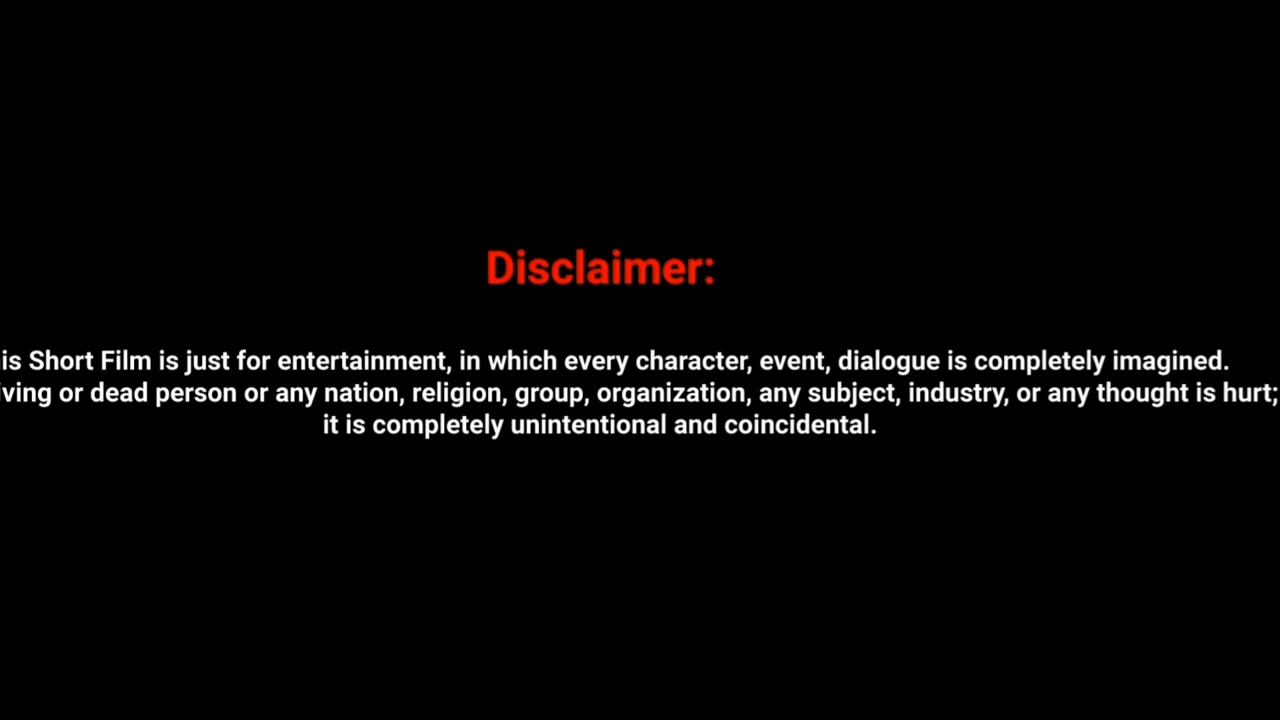 Disclaimer:
is Short Film is just for entertainment, in which every character, event, dialogue is completely imagined.
ving or dead person or any nation, religion, group, organization, any subject, industry, or any thought is hurt;
it is completely unintentional and coincidental.